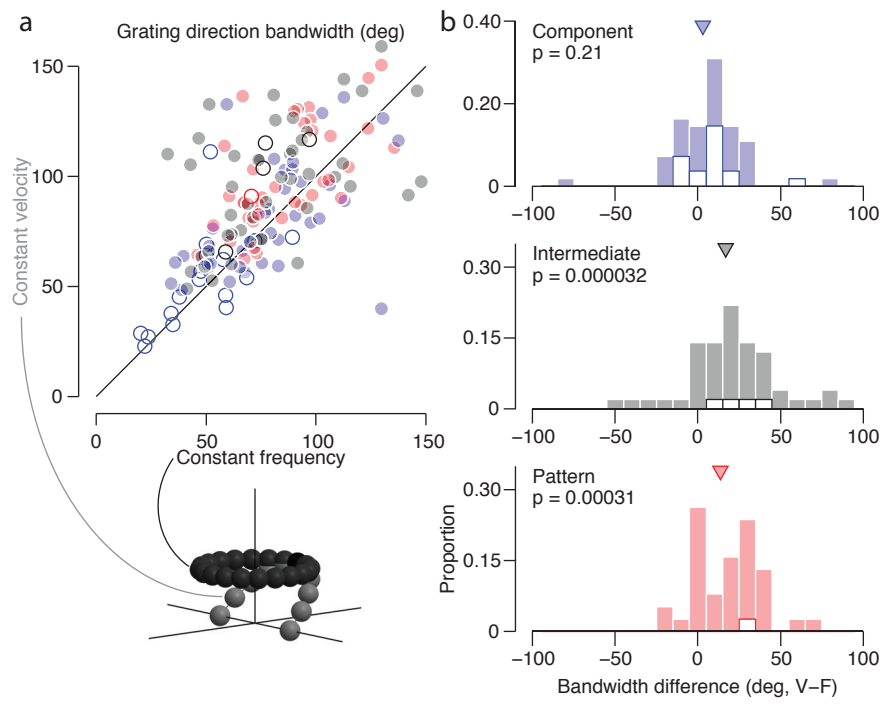 a
Grating direction bandwidth (deg)
150
100
50
0
Constant velocity
0
50
100
150
Constant frequency
b
0.40
0.20
0
Component
p = 0.21
−100
−50
0
50
100
0.30
0.15
0
Intermediate
p = 0.000032
−100
−50
0
50
100
0.30
0.15
0
Pattern
p = 0.00031
Proportion
−100
−50
0
50
100
Bandwidth difference (deg, V−F)